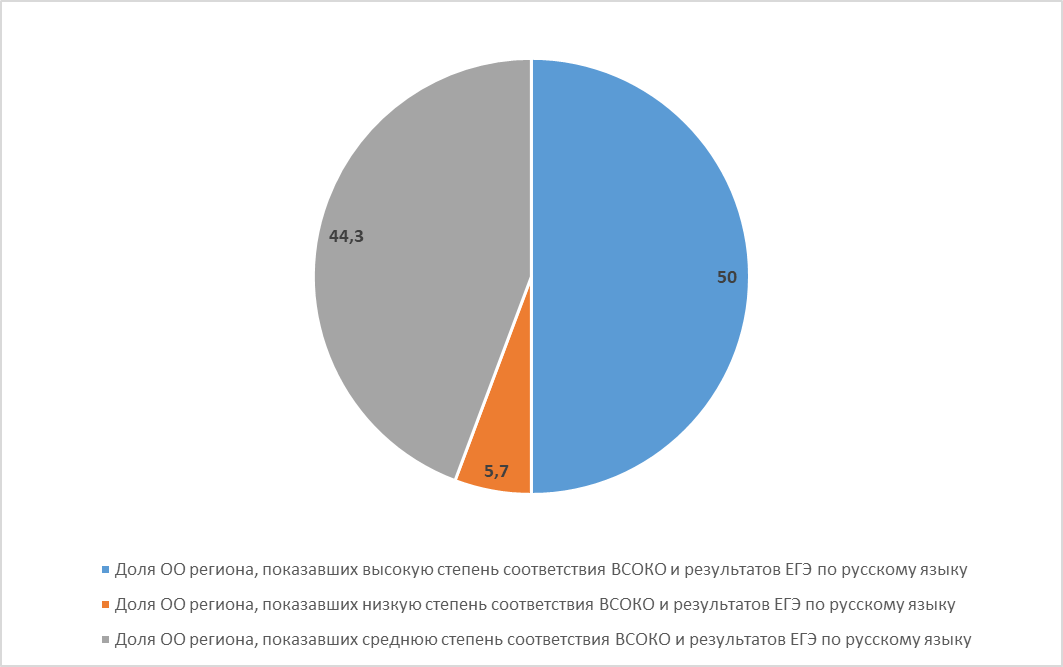 44,3
50
5,7
Доля ОО региона, показавших высокую степень соответствия ВСОКО и результатов ЕГЭ по русскому языку
Доля ОО региона, показавших низкую степень соответствия ВСОКО и результатов ЕГЭ по русскому языку
Доля ОО региона, показавших среднюю степень соответствия ВСОКО и результатов ЕГЭ по русскому языку